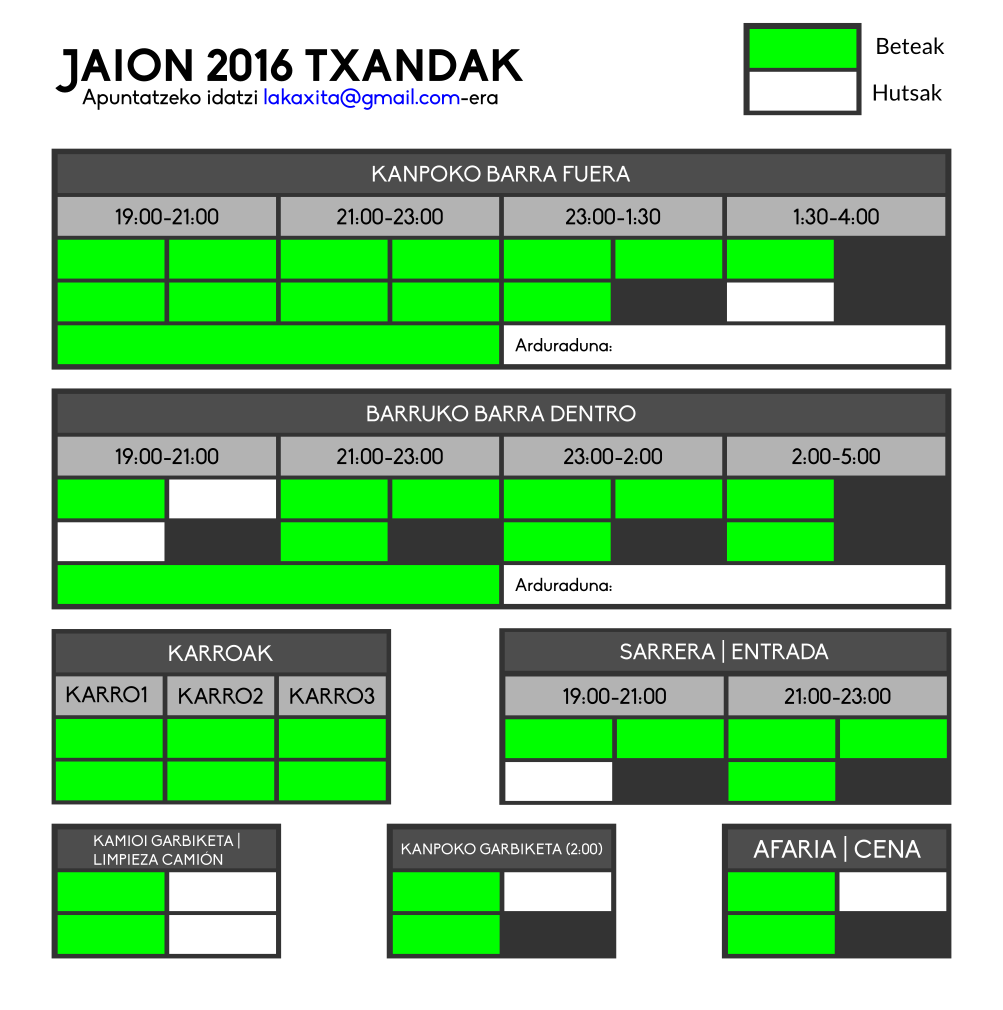 JAION 2016 TXANDAK
Apuntatzeko idatzi lakaxita@gmail.com-era
Beteak
Hutsak
KANPOKO BARRA FUERA
19:00-21:00 21:00-23:00 23:00-1:30 1:30-4:00
Arduraduna:
BARRUKO BARRA DENTRO
19:00-21:00 21:00-23:00 23:00-2:00 2:00-5:00
Arduraduna:
KARROAK
KARRO1 KARRO2 KARRO3
SARRERA | ENTRADA
19:00-21:00 21:00-23:00
KAMIOI GARBIKETA |
LIMPIEZA CAMIÓN
KANPOKO GARBIKETA (2:00)
AFARIA | CENA